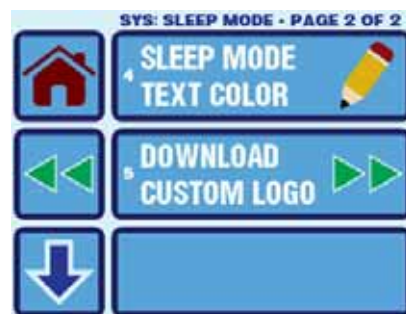 SYS: SLEEP MODE - PAGE 2 OF 2
4 SLEEP MODE
TEXT COLOR
5 DOWNLOAD
CUSTOM LOGO